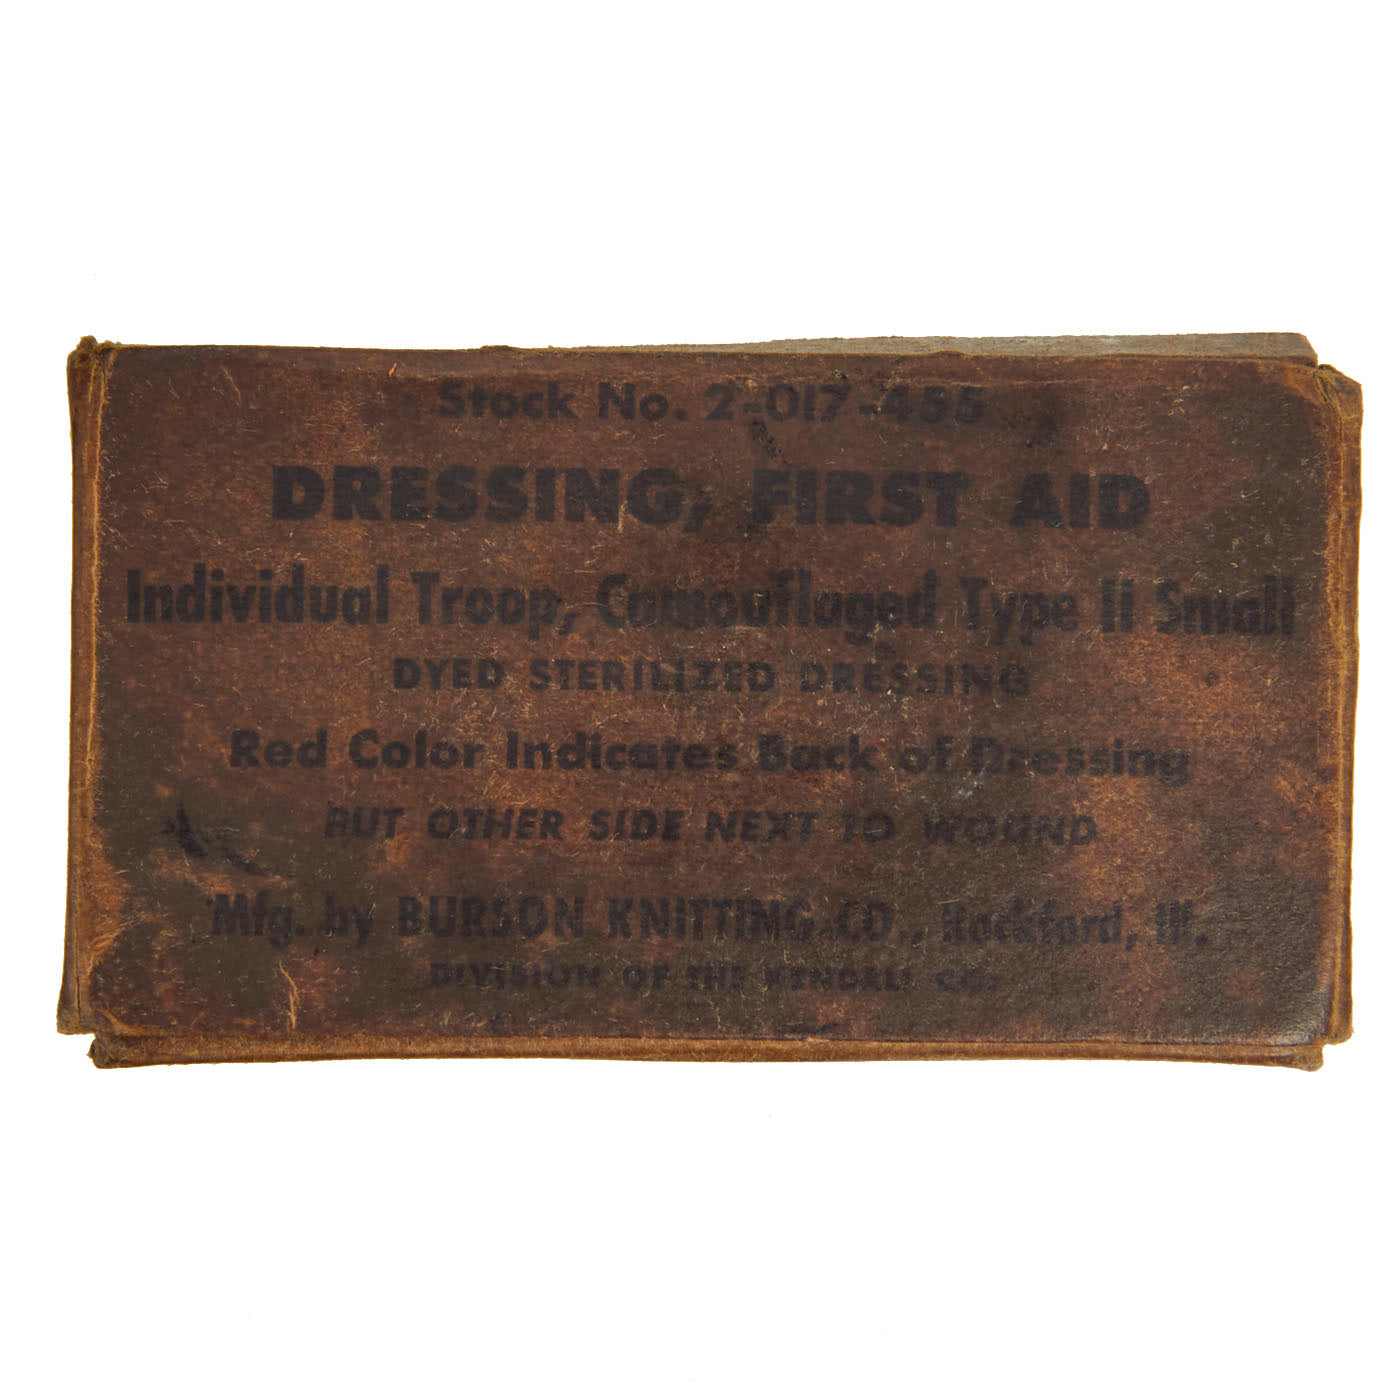 Stock No. 2-017-455
DRESSING, FIRST AID
Individual Troop, Camouflaged Type II Small
DYED STERILIZED DRESSING
Red Color Indicates Back of Dressing
PUT OTHER SIDE NEXT TO WOUND
Mfg. by BURSON KNITTING CO., Rockford, Ill.
DIVISION OF THE KENDALL CO.